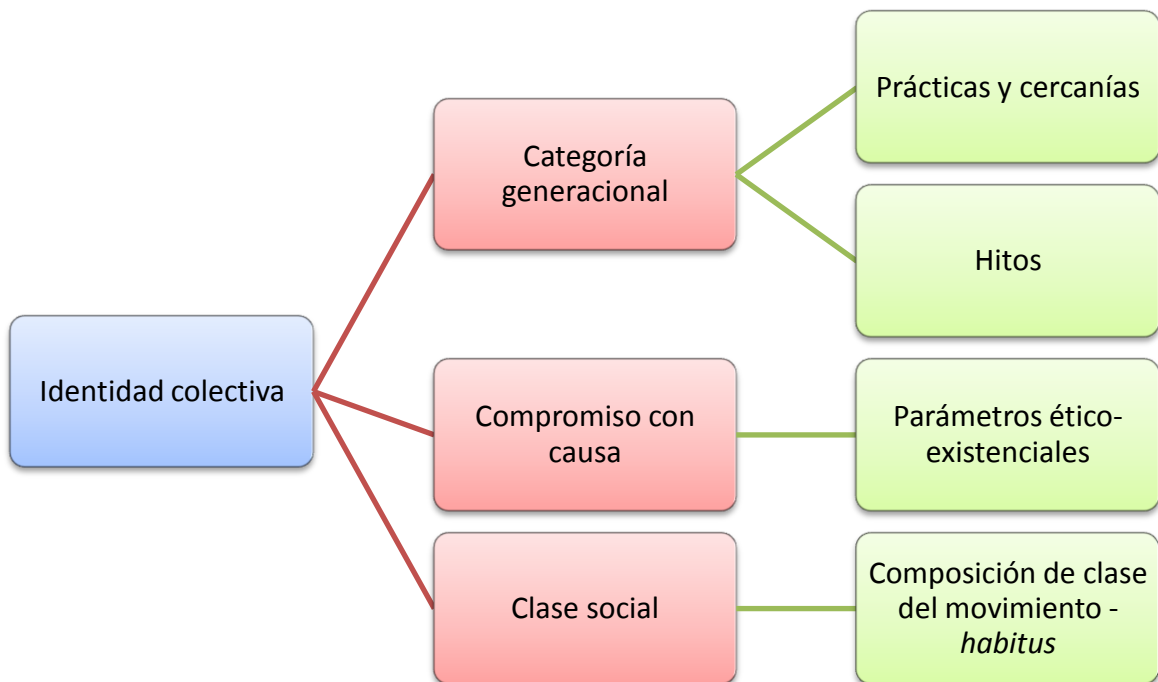 Identidad colectiva
Categoría
generacional
Prácticas y cercanías
Hitos
Compromiso con
causa
Parámetros ético-
existenciales
Clase social
Composición de clase
del movimiento -
habitus